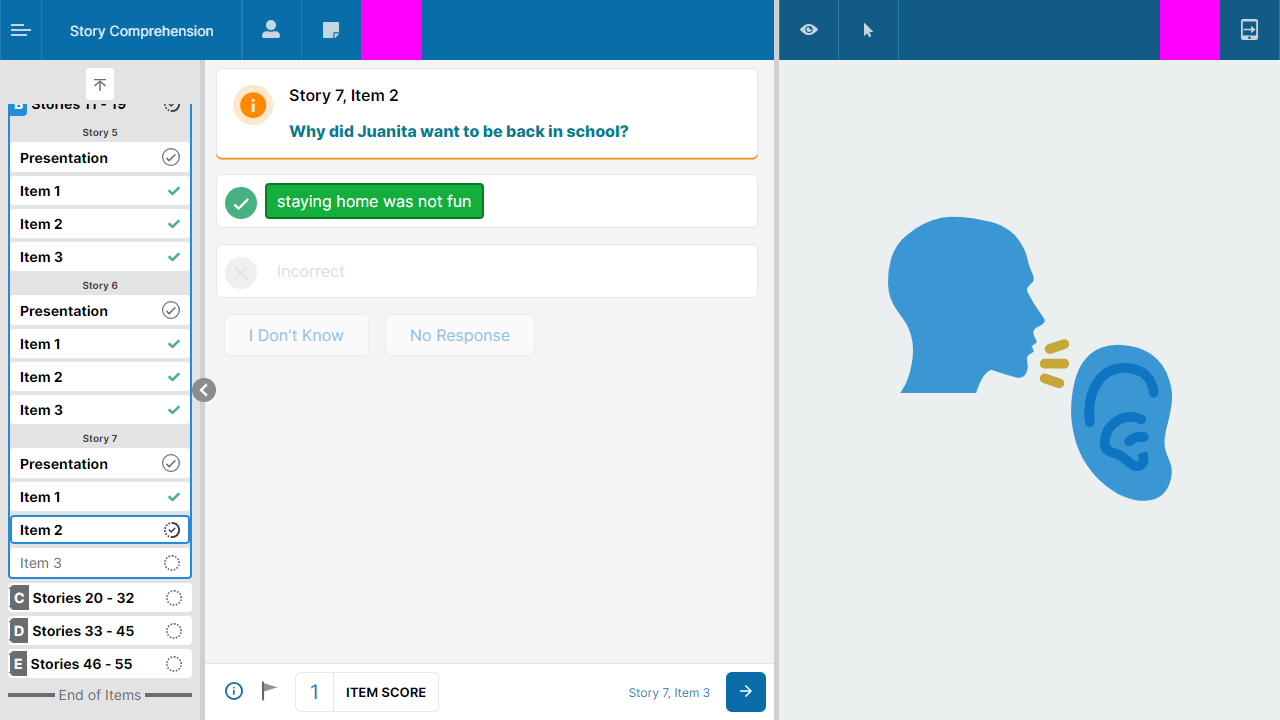 Story Comprehension
B Stories 11 - 19
Story 5
Presentation
Item 1
Item 2
Item 3
Story 6
Presentation
Item 1
Item 2
Item 3
Story 7
Presentation
Item 1
Item 2
Item 3
C Stories 20 - 32
D Stories 33 - 45
E Stories 46 - 55
End of Items
Story 7, Item 2
Why did Juanita want to be back in school?
staying home was not fun
Incorrect
I Don't Know
No Response
1 ITEM SCORE
Story 7, Item 3